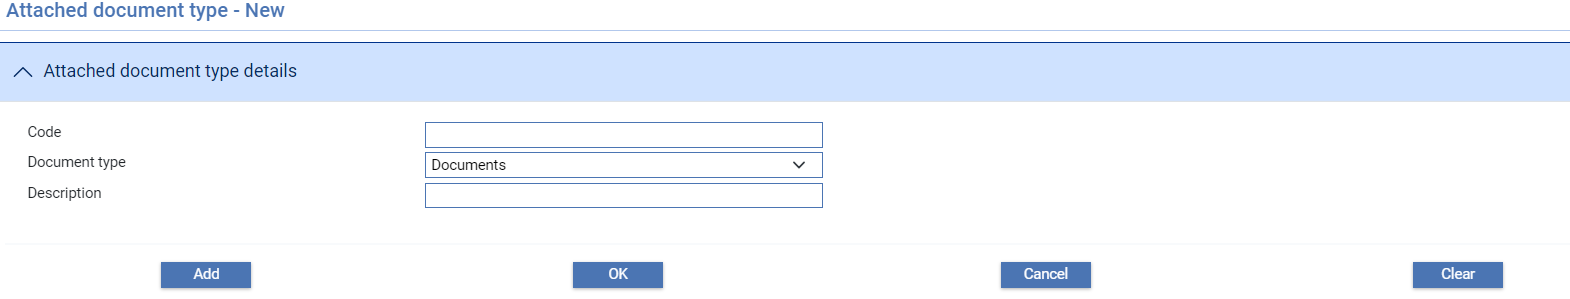 Attached document type - New
Attached document type details
Code
Document type Documents
Description
Add OK Cancel Clear